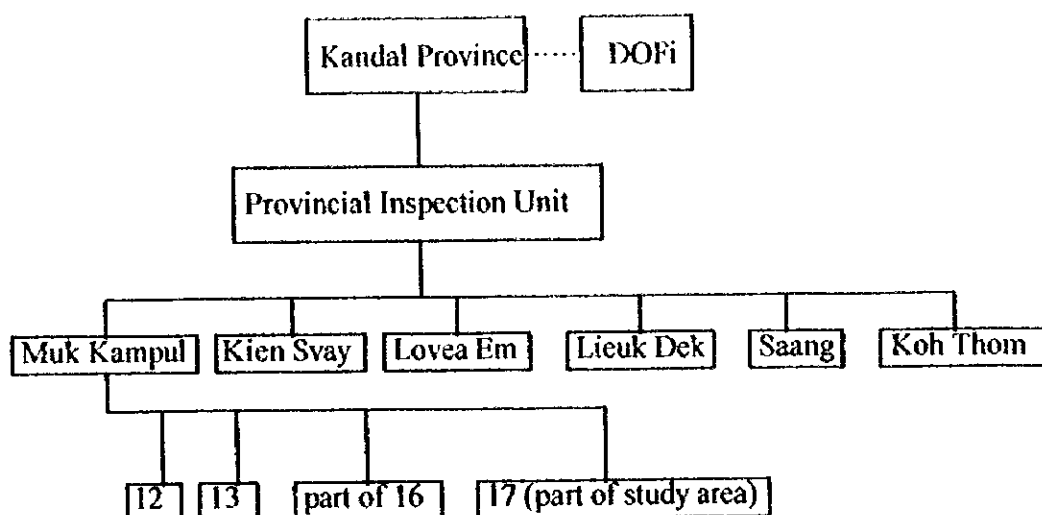 Kandal Province
DOFi
Provincial Inspection Unit
Muk Kampul
Kien Svay
Lovea Em
Lieuk Dek
Saang
Koh Thom
12
13
part of 16
17 (part of study area)